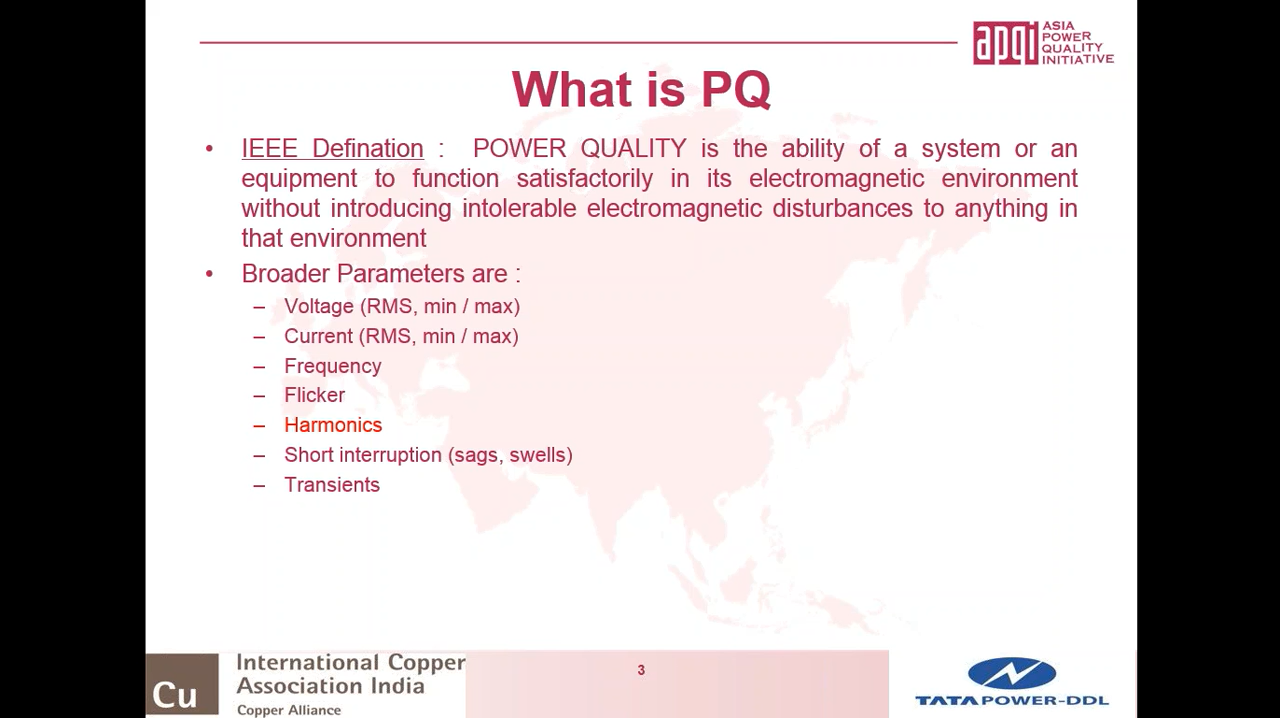 apqi ASIA
POWER
QUALITY
INITIATIVE
What is PQ
• IEEE Defination : POWER QUALITY is the ability of a system or an
equipment to function satisfactorily in its electromagnetic environment
without introducing intolerable electromagnetic disturbances to anything in
that environment
• Broader Parameters are :
– Voltage (RMS, min / max)
– Current (RMS, min / max)
– Frequency
– Flicker
– Harmonics
– Short interruption (sags, swells)
– Transients
Cu
International Copper
Association India
Copper Alliance
3
TATA POWER-DDL